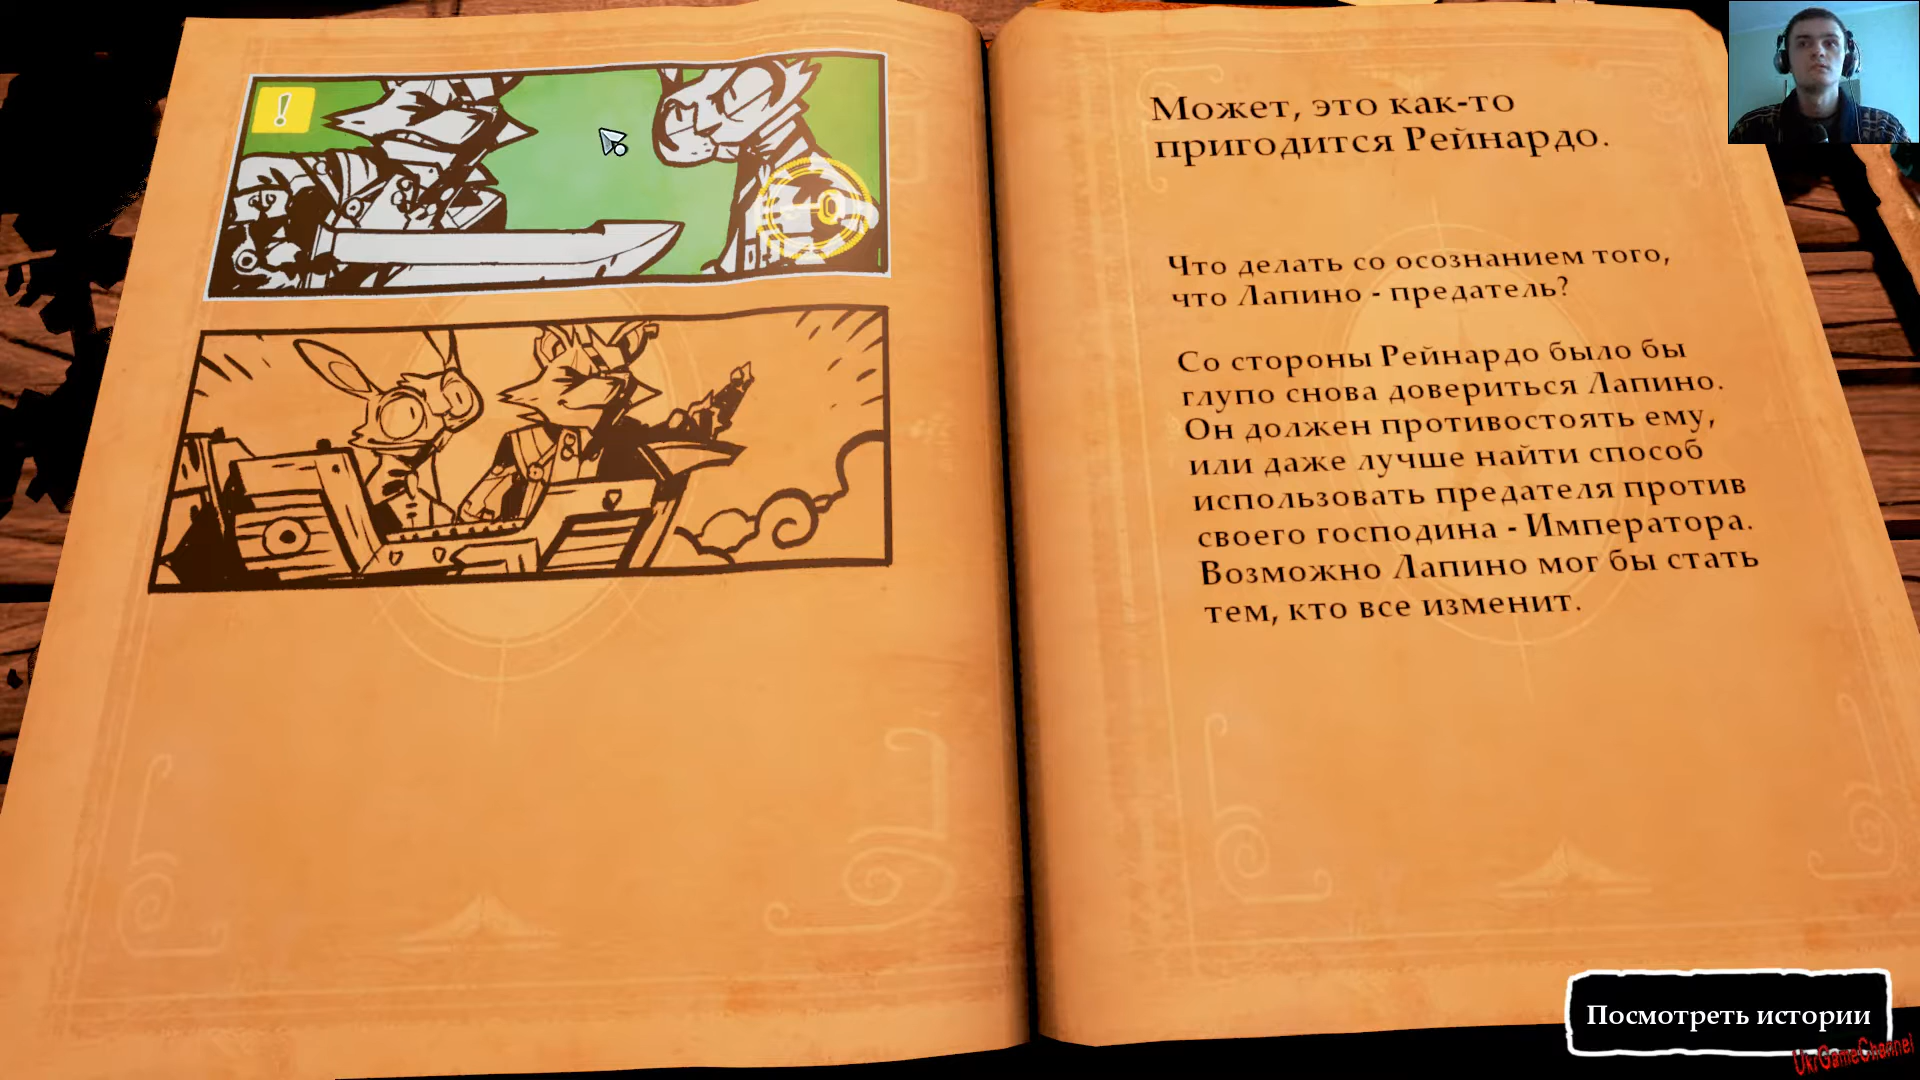 Может, это как-то
пригодится Рейнардо.
Что делать со осознанием того,
что Лапино - предатель?
Со стороны Рейнардо было бы
глупо снова довериться Лапино.
Он должен противостоять ему,
или даже лучше найти способ
использовать предателя против
своего господина - Императора.
Возможно Лапино мог бы стать
тем, кто все изменит.
Посмотреть истории
UkrGameChannel